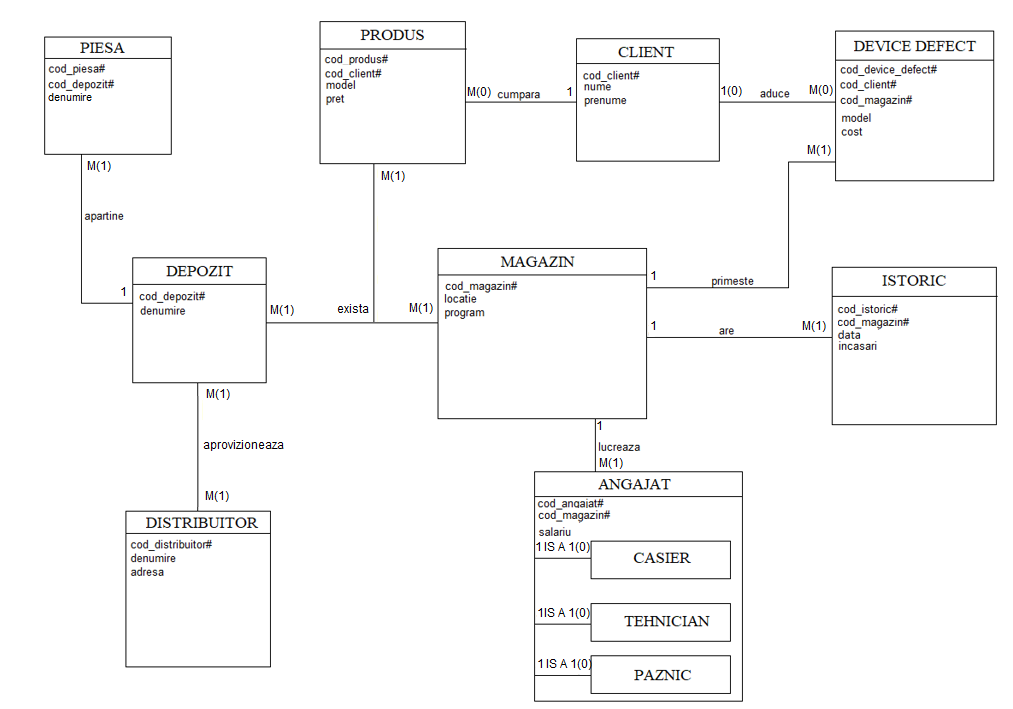 PIESA
cod_piesa#
cod_depozit#
denumire
PRODUS
cod_produs#
cod_client#
model
pret
CLIENT
cod_client#
nume
prenume
DEVICE DEFECT
cod_device_defect#
cod_client#
cod_magazin#
model
cost
M(0) cumpara 1
1(0) aduce M(0)
M(1)
M(1)
M(1)
apartine
1
DEPOZIT
cod_depozit#
denumire
M(1) exista M(1)
MAGAZIN
cod_magazin#
locatie
program
1 primeste
1 are M(1)
ISTORIC
cod_istoric#
cod_magazin#
data
incasari
M(1)
aprovizioneaza
M(1)
1
lucreaza
M(1)
DISTRIBUITOR
cod_distribuitor#
denumire
adresa
ANGAJAT
cod_angajat#
cod_magazin#
salariu
1 IS A 1(0) CASIER
1IS A 1(0) TEHNICIAN
1 IS A 1(0) PAZNIC